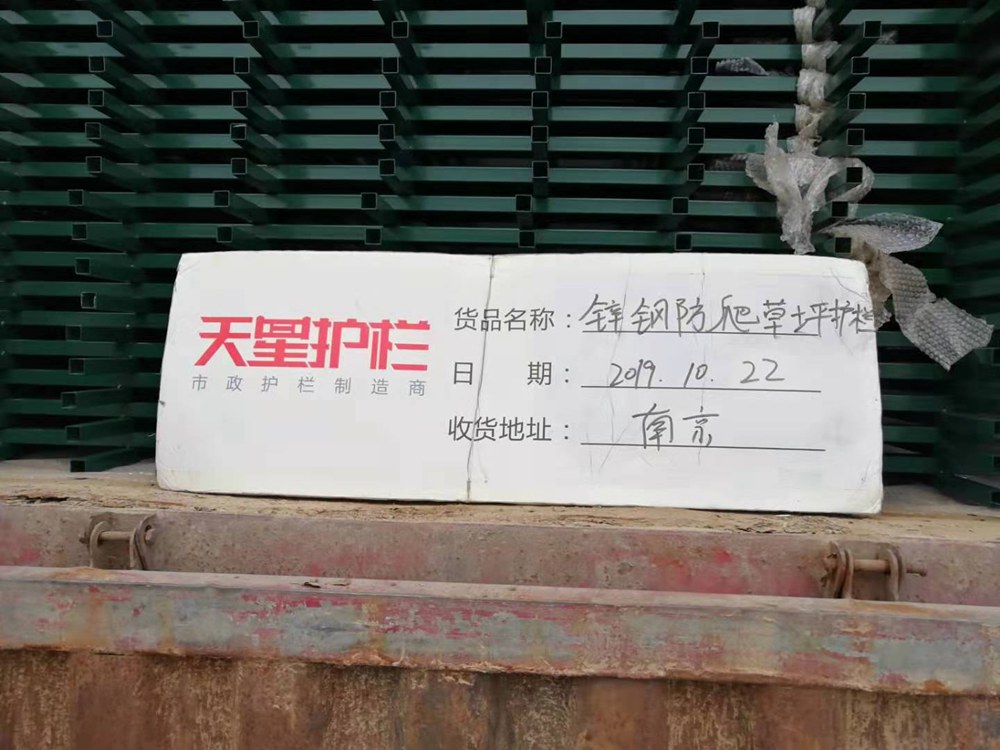 天星护栏
市政护栏制造商
货品名称：锌钢防爬草坪护栏
日 期：2019.10.22
收货地址：南京